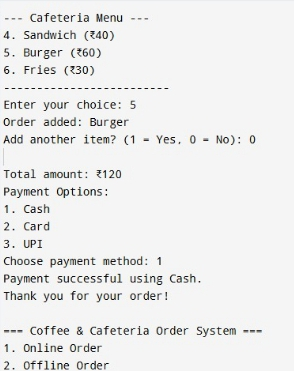 --- Cafeteria Menu ---
4. Sandwich (₹40)
5. Burger (₹60)
6. Fries (₹30)
------------------------
Enter your choice: 5
Order added: Burger
Add another item? (1 = Yes, 0 = No): 0
Total amount: ₹120
Payment Options:
1. Cash
2. Card
3. UPI
Choose payment method: 1
Payment successful using Cash.
Thank you for your order!
=== Coffee & Cafeteria Order System ===
1. Online Order
2. Offline Order